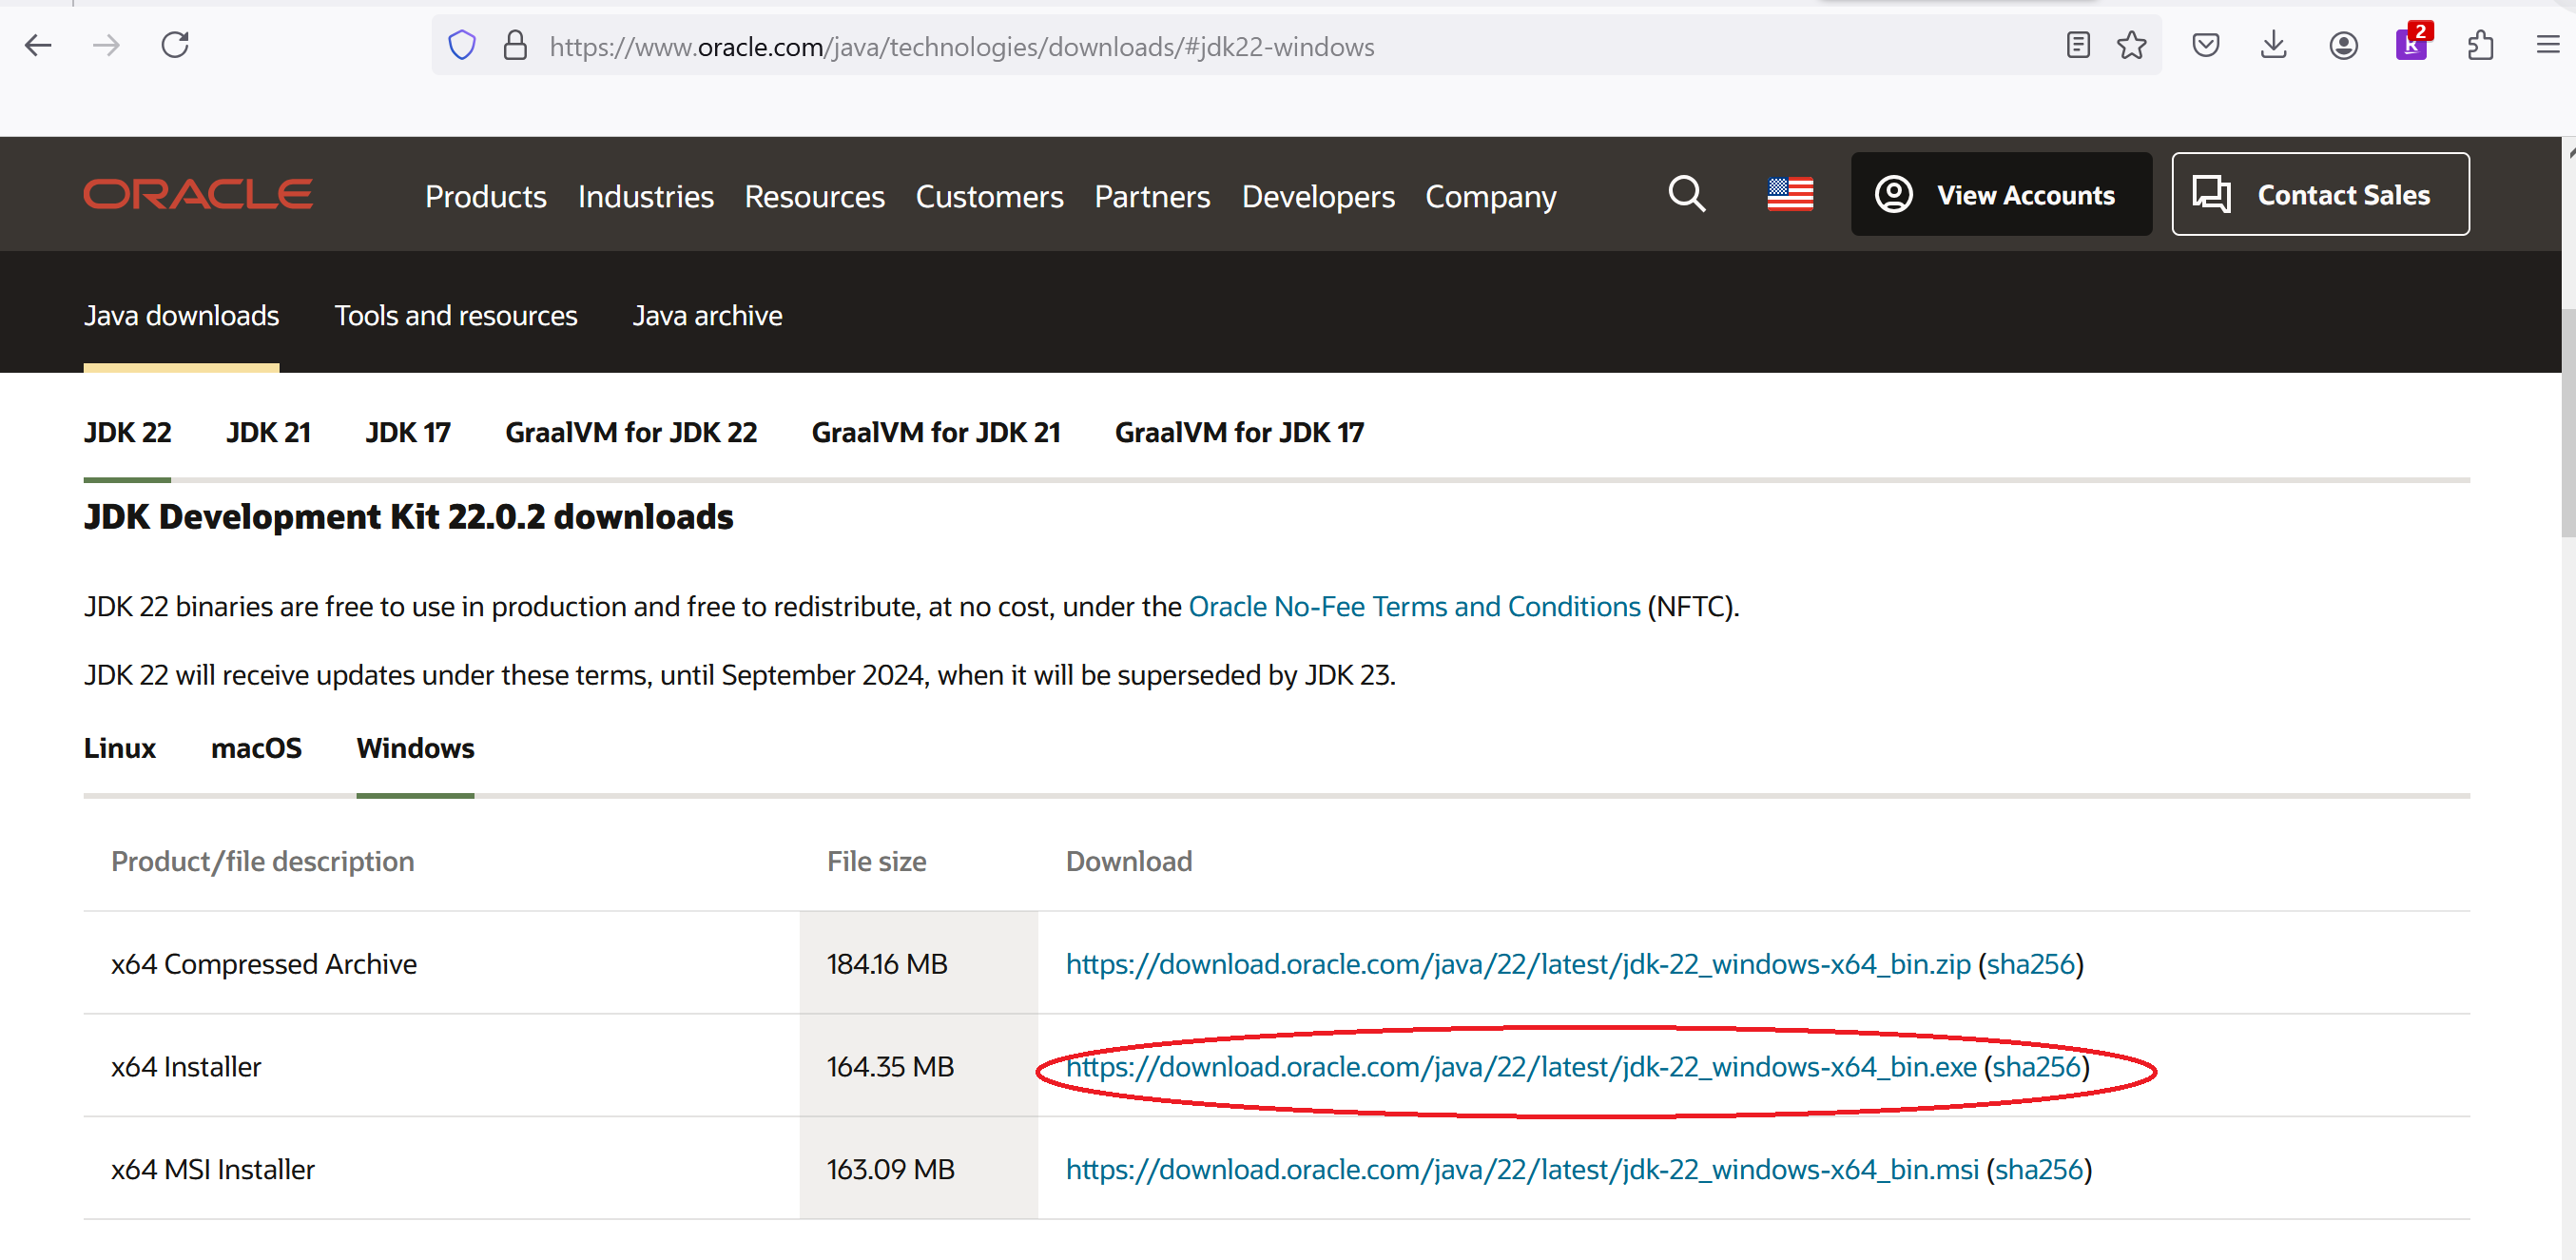 https://www.oracle.com/java/technologies/downloads/#jdk22-windows
2
ORACLE
Products Industries Resources Customers Partners Developers Company View Accounts Contact Sales
Java downloads Tools and resources Java archive
JDK 22 JDK 21 JDK 17 GraalVM for JDK 22 GraalVM for JDK 21 GraalVM for JDK 17
JDK Development Kit 22.0.2 downloads
JDK 22 binaries are free to use in production and free to redistribute, at no cost, under the Oracle No-Fee Terms and Conditions (NFTC).
JDK 22 will receive updates under these terms, until September 2024, when it will be superseded by JDK 23.
Linux macOS Windows
Product/file description File size Download
x64 Compressed Archive 184.16 MB https://download.oracle.com/java/22/latest/jdk-22_windows-x64_bin.zip (sha256)
x64 Installer 164.35 MB https://download.oracle.com/java/22/latest/jdk-22_windows-x64_bin.exe (sha256)
x64 MSI Installer 163.09 MB https://download.oracle.com/java/22/latest/jdk-22_windows-x64_bin.msi (sha256)